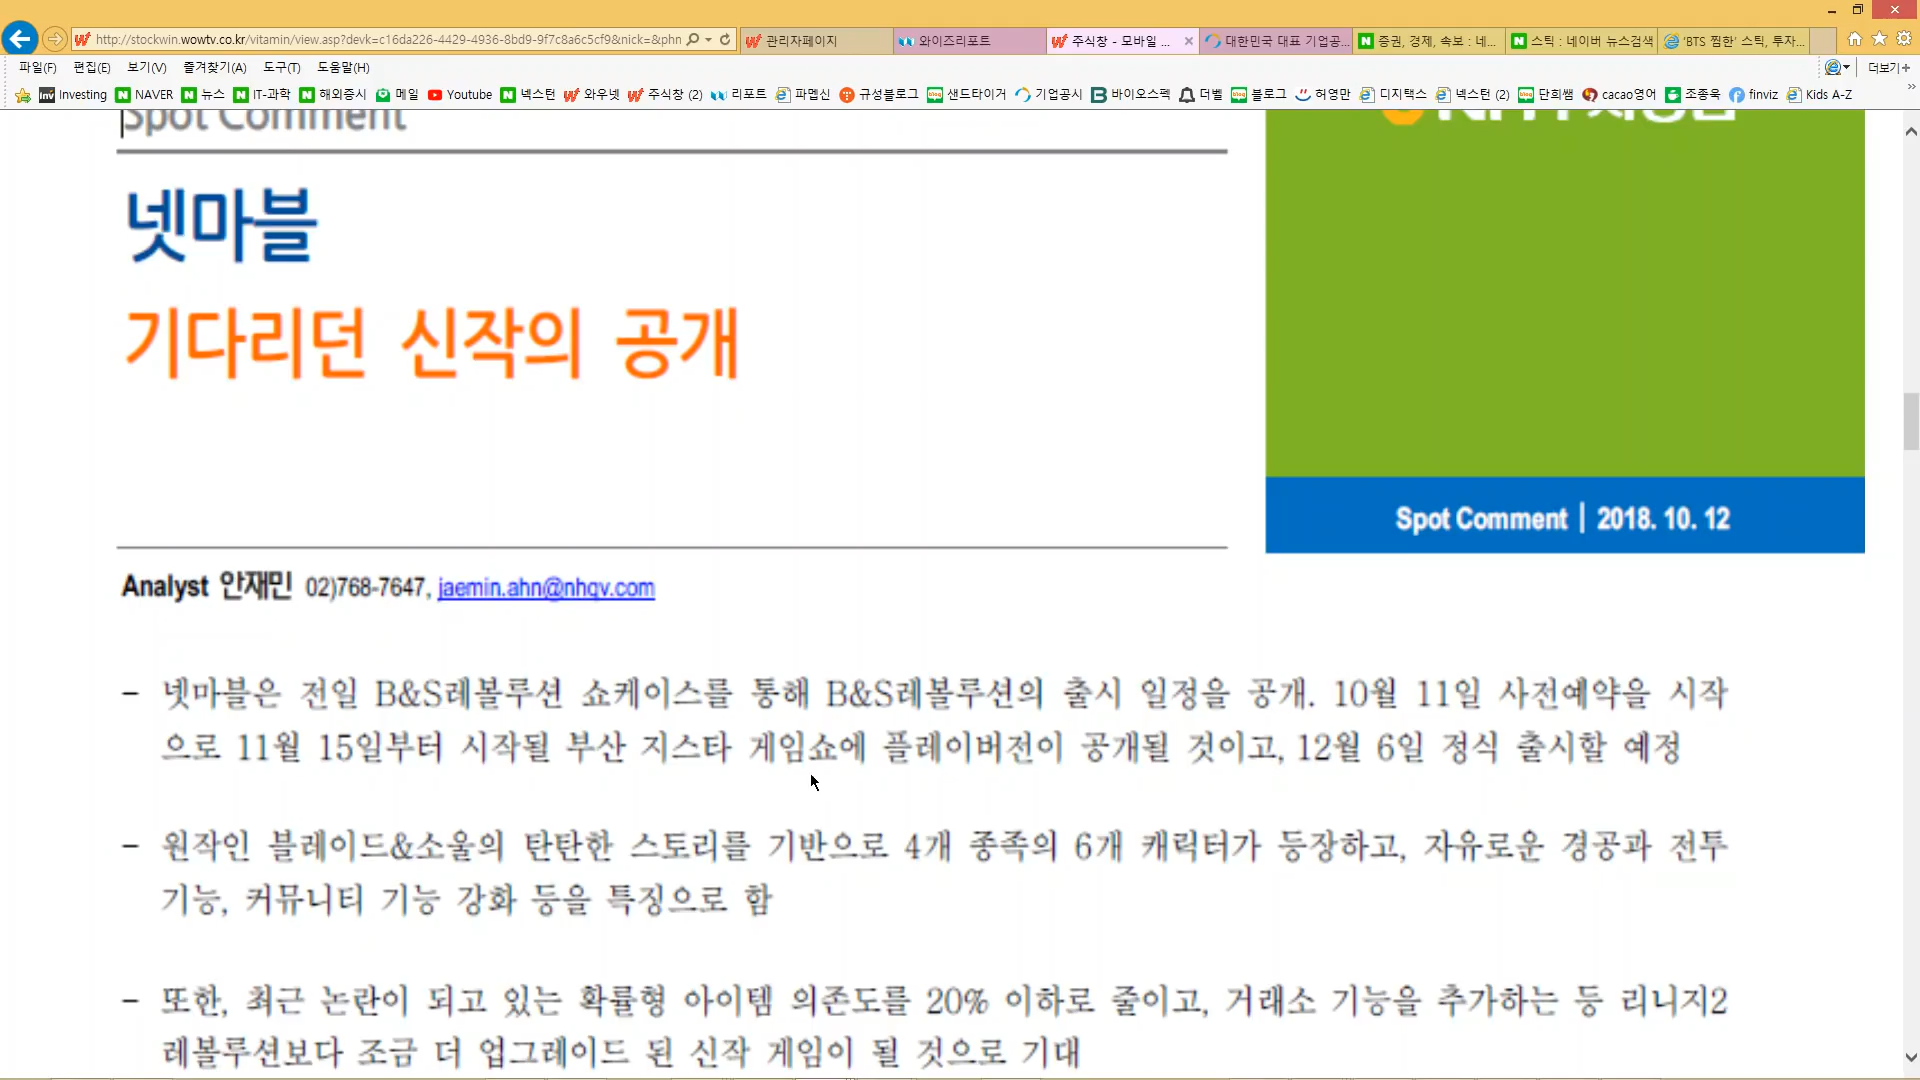 http://stockwin.wowtv.co.kr/vitamin/view.asp?devk=c16da226-4429-4936-8bd9-9f7c8a6c5cf9&nick=&phn
관리자페이지
와이즈리포트
주식창 - 모바일 ...
대한민국 대표 기업공...
증권, 경제, 속보 : 네...
스틱 : 네이버 뉴스검색
'BTS 찜한' 스틱, 투자...
파일(F) 편집(E) 보기(V) 즐겨찾기(A) 도구(T) 도움말(H)
더보기
Investing NAVER 뉴스 IT-과학 해외증시 메일 Youtube 넥스턴 와우넷 주식창 (2) 리포트 파멥신 규성블로그 샌드타이거 기업공시 바이오스펙 더벨 블로그 허영만 디지택스 넥스턴 (2) 단희쌤 cacao영어 조종욱 finviz Kids A-Z
Spot Comment
넷마블
기다리던 신작의 공개
Spot Comment | 2018. 10. 12
Analyst 안재민 02)768-7647, jaemin.ahn@nhqv.com
- 넷마블은 전일 B&S레볼루션 쇼케이스를 통해 B&S레볼루션의 출시 일정을 공개. 10월 11일 사전예약을 시작
으로 11월 15일부터 시작될 부산 지스타 게임쇼에 플레이버전이 공개될 것이고, 12월 6일 정식 출시할 예정
- 원작인 블레이드&소울의 탄탄한 스토리를 기반으로 4개 종족의 6개 캐릭터가 등장하고, 자유로운 경공과 전투
기능, 커뮤니티 기능 강화 등을 특징으로 함
- 또한, 최근 논란이 되고 있는 확률형 아이템 의존도를 20% 이하로 줄이고, 거래소 기능을 추가하는 등 리니지2
레볼루션보다 조금 더 업그레이드 된 신작 게임이 될 것으로 기대